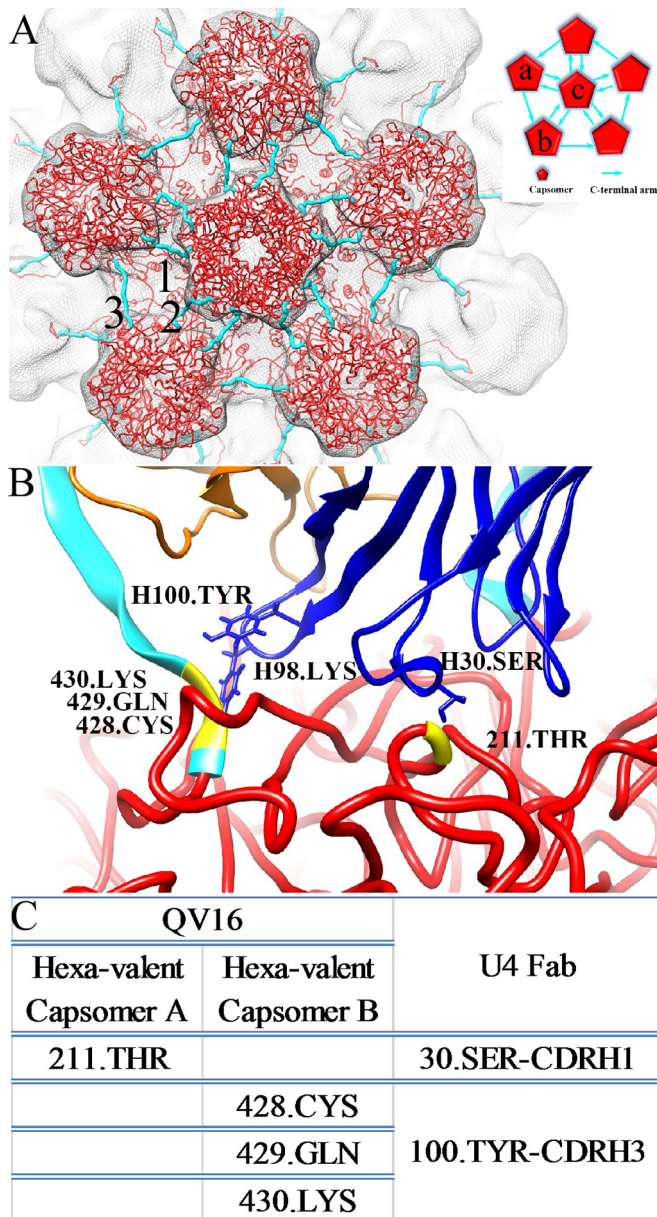 A
a
c
b
Capsomer
C-terminal arm
1
3
2
B
H100.TYR
H98.LYS
H30.SER
430.LYS
429.GLN
428.CYS
211.THR
C
QV16
U4 Fab
Hexa-valent
Capsomer A
Hexa-valent
Capsomer B
211.THR
30.SER-CDRH1
428.CYS
429.GLN
100.TYR-CDRH3
430.LYS